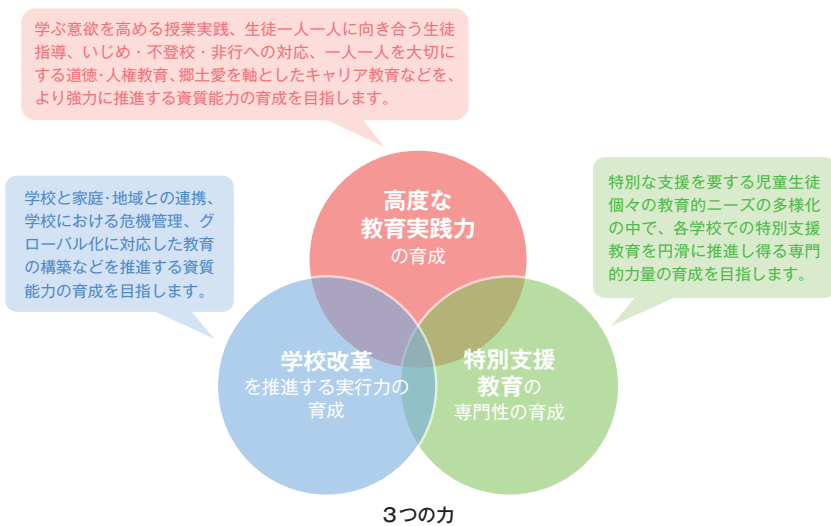 学ぶ意欲を高める授業実践、生徒一人一人に向き合う生徒
指導、いじめ・不登校・非行への対応、一人一人を大切に
する道徳・人権教育、郷土愛を軸としたキャリア教育などを、
より強力に推進する資質能力の育成を目指します。
学校と家庭・地域との連携、
学校における危機管理、グ
ローバル化に対応した教育
の構築などを推進する資質
能力の育成を目指します。
特別な支援を要する児童生徒
個々の教育的ニーズの多様化
の中で、各学校での特別支援
教育を円滑に推進し得る専門
的力量の育成を目指します。
高度な
教育実践力
の育成
学校改革
を推進する実行力の
育成
特別支援
教育の
専門性の育成
3つの力